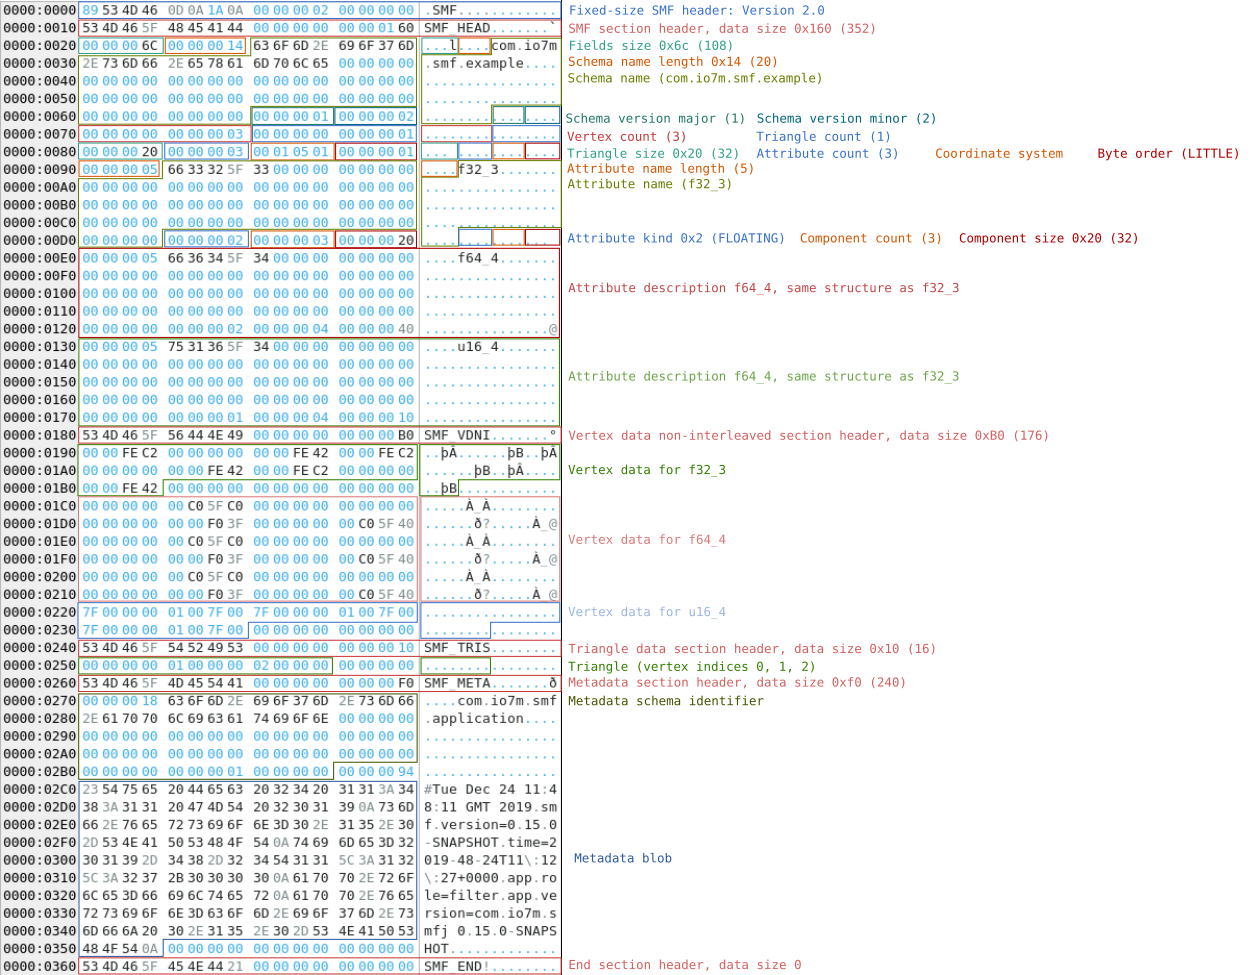 0000:0000 89 53 4D 46 0D 0A 1A 0A 00 00 00 02 00 00 00 00 .SMF............ Fixed-size SMF header: Version 2.0
0000:0010 53 4D 46 5F 48 45 41 44 00 00 00 00 00 00 01 60 SMF_HEAD.......` SMF section header, data size 0x160 (352)
0000:0020 00 00 00 6C 00 00 00 14 63 6F 6D 2E 69 6F 37 6D ...l....com.io7m Fields size 0x6c (108)
Schema name length 0x14 (20)
0000:0030 2E 73 6D 66 2E 65 78 61 6D 70 6C 65 00 00 00 00 .smf.example....
0000:0040 00 00 00 00 00 00 00 00 00 00 00 00 00 00 00 00 ................ Schema name (com.io7m.smf.example)
0000:0050 00 00 00 00 00 00 00 00 00 00 00 00 00 00 00 00 ................
0000:0060 00 00 00 00 00 00 00 00 00 00 00 01 00 00 00 02 ................ Schema version major (1) Schema version minor (2)
0000:0070 00 00 00 00 00 00 00 03 00 00 00 00 00 00 00 01 ................ Vertex count (3) Triangle count (1)
0000:0080 00 00 00 20 00 00 00 03 00 01 05 01 00 00 00 01 ... ............ Triangle size 0x20 (32) Attribute count (3) Coordinate system Byte order (LITTLE)
0000:0090 00 00 00 05 66 33 32 5F 33 00 00 00 00 00 00 00 ....f32_3....... Attribute name length (5)
0000:00A0 00 00 00 00 00 00 00 00 00 00 00 00 00 00 00 00 ................ Attribute name (f32_3)
0000:00B0 00 00 00 00 00 00 00 00 00 00 00 00 00 00 00 00 ................
0000:00C0 00 00 00 00 00 00 00 00 00 00 00 00 00 00 00 00 ................
0000:00D0 00 00 00 00 00 00 00 02 00 00 00 03 00 00 00 20 ............... Attribute kind 0x2 (FLOATING) Component count (3) Component size 0x20 (32)
0000:00E0 00 00 00 05 66 36 34 5F 34 00 00 00 00 00 00 00 ....f64_4.......
0000:00F0 00 00 00 00 00 00 00 00 00 00 00 00 00 00 00 00 ................
0000:0100 00 00 00 00 00 00 00 00 00 00 00 00 00 00 00 00 ................ Attribute description f64_4, same structure as f32_3
0000:0110 00 00 00 00 00 00 00 00 00 00 00 00 00 00 00 00 ................
0000:0120 00 00 00 00 00 00 00 02 00 00 00 04 00 00 00 40 ...............@
0000:0130 00 00 00 05 75 31 36 5F 34 00 00 00 00 00 00 00 ....u16_4.......
0000:0140 00 00 00 00 00 00 00 00 00 00 00 00 00 00 00 00 ................
0000:0150 00 00 00 00 00 00 00 00 00 00 00 00 00 00 00 00 ................ Attribute description f64_4, same structure as f32_3
0000:0160 00 00 00 00 00 00 00 00 00 00 00 00 00 00 00 00 ................
0000:0170 00 00 00 00 00 00 00 01 00 00 00 04 00 00 00 10 ................
0000:0180 53 4D 46 5F 56 44 4E 49 00 00 00 00 00 00 00 B0 SMF_VDNI.......° Vertex data non-interleaved section header, data size 0xB0 (176)
0000:0190 00 00 FE C2 00 00 00 00 00 00 FE 42 00 00 FE C2 ..þÂ......þB..þÂ
0000:01A0 00 00 00 00 00 00 FE 42 00 00 FE C2 00 00 00 00 ......þB..þÂ.... Vertex data for f32_3
0000:01B0 00 00 FE 42 00 00 00 00 00 00 00 00 00 00 00 00 ..þB............
0000:01C0 00 00 00 00 00 C0 5F C0 00 00 00 00 00 00 00 00 .....À_À........
0000:01D0 00 00 00 00 00 00 F0 3F 00 00 00 00 00 C0 5F 40 ......ð?.....À_@
0000:01E0 00 00 00 00 00 C0 5F C0 00 00 00 00 00 00 00 00 .....À_À........ Vertex data for f64_4
0000:01F0 00 00 00 00 00 00 F0 3F 00 00 00 00 00 C0 5F 40 ......ð?.....À_@
0000:0200 00 00 00 00 00 C0 5F C0 00 00 00 00 00 00 00 00 .....À_À........
0000:0210 00 00 00 00 00 00 F0 3F 00 00 00 00 00 C0 5F 40 ......ð?.....À_@
0000:0220 7F 00 00 00 01 00 7F 00 7F 00 00 00 01 00 7F 00 ................ Vertex data for u16_4
0000:0230 7F 00 00 00 01 00 7F 00 00 00 00 00 00 00 00 00 ................
0000:0240 53 4D 46 5F 54 52 49 53 00 00 00 00 00 00 00 10 SMF_TRIS........ Triangle data section header, data size 0x10 (16)
0000:0250 00 00 00 00 01 00 00 00 02 00 00 00 00 00 00 00 ................ Triangle (vertex indices 0, 1, 2)
0000:0260 53 4D 46 5F 4D 45 54 41 00 00 00 00 00 00 00 F0 SMF_META.......ð Metadata section header, data size 0xf0 (240)
0000:0270 00 00 00 18 63 6F 6D 2E 69 6F 37 6D 2E 73 6D 66 ....com.io7m.smf Metadata schema identifier
0000:0280 2E 61 70 70 6C 69 63 61 74 69 6F 6E 00 00 00 00 .application....
0000:0290 00 00 00 00 00 00 00 00 00 00 00 00 00 00 00 00 ................
0000:02A0 00 00 00 00 00 00 00 00 00 00 00 00 00 00 00 00 ................
0000:02B0 00 00 00 00 00 00 00 01 00 00 00 00 00 00 00 94 ................
0000:02C0 23 54 75 65 20 44 65 63 20 32 34 20 31 31 3A 34 #Tue Dec 24 11:4
0000:02D0 38 3A 31 31 20 47 4D 54 20 32 30 31 39 0A 73 6D 8:11 GMT 2019.sm
0000:02E0 66 2E 76 65 72 73 69 6F 6E 3D 30 2E 31 35 2E 30 f.version=0.15.0
0000:02F0 2D 53 4E 41 50 53 48 4F 54 0A 74 69 6D 65 3D 32 -SNAPSHOT.time=2
0000:0300 30 31 39 2D 34 38 2D 32 34 54 31 31 5C 3A 31 32 019-48-24T11\:12 Metadata blob
0000:0310 5C 3A 32 37 2B 30 30 30 30 0A 61 70 70 2E 72 6F \:27+0000.app.ro
0000:0320 6C 65 3D 66 69 6C 74 65 72 0A 61 70 70 2E 76 65 le=filter.app.ve
0000:0330 72 73 69 6F 6E 3D 63 6F 6D 2E 69 6F 37 6D 2E 73 rsion=com.io7m.s
0000:0340 6D 66 6A 20 30 2E 31 35 2E 30 2D 53 4E 41 50 53 mfj 0.15.0-SNAPS
0000:0350 48 4F 54 0A 00 00 00 00 00 00 00 00 00 00 00 00 HOT.............
0000:0360 53 4D 46 5F 45 4E 44 21 00 00 00 00 00 00 00 00 SMF_END!........ End section header, data size 0